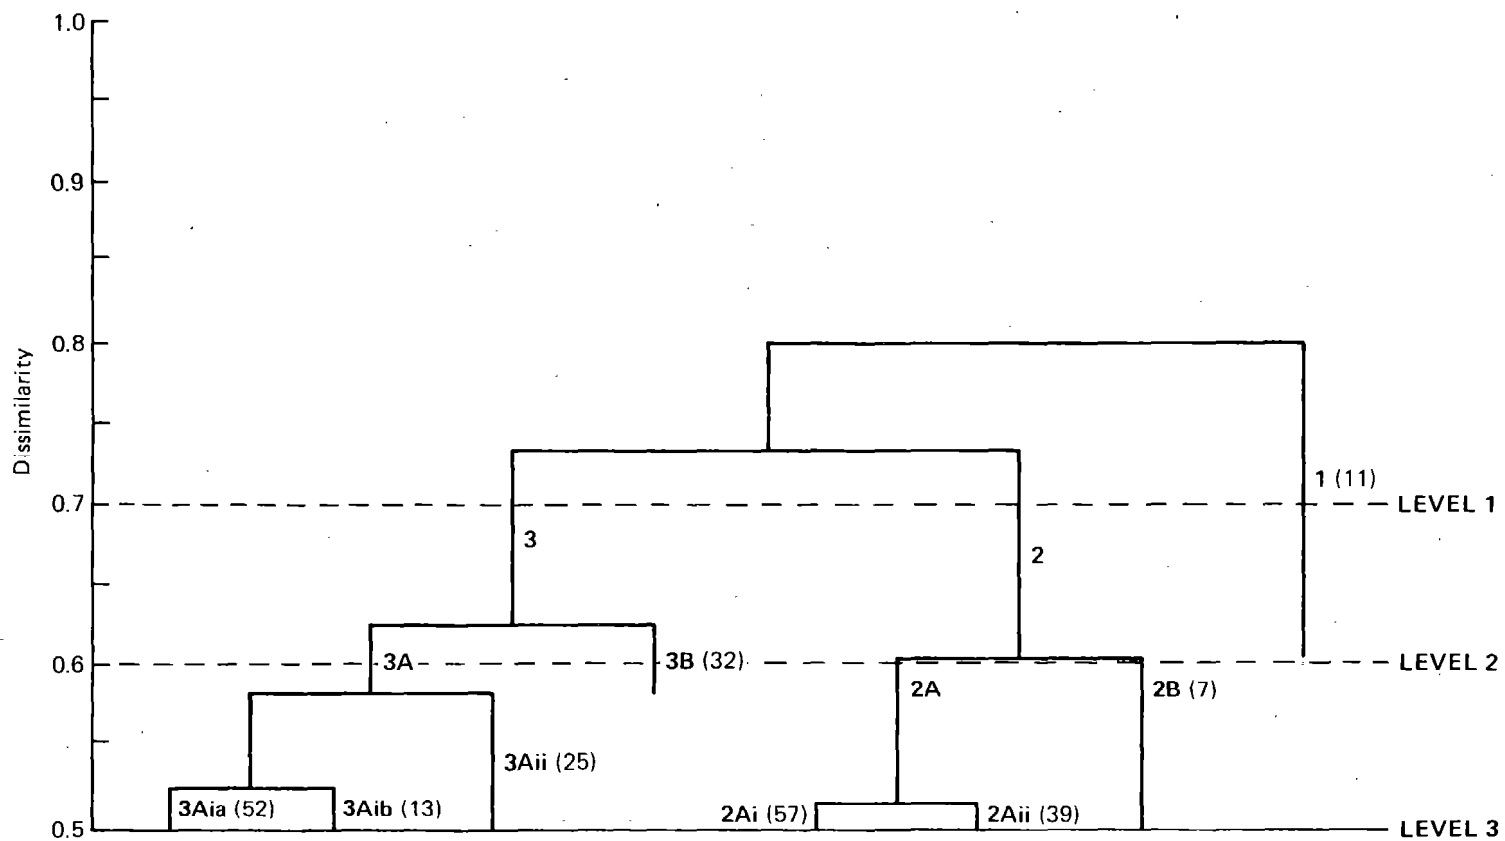 1.0
0.9
0.8
Dissimilarity
1 (11)
0.7
LEVEL 1
3
2
0.6
3A
3B (32)
LEVEL 2
2A
2B (7)
3Aii (25)
3Aia (52)
3Aib (13)
2Ai (57)
2Aii (39)
0.5
LEVEL 3